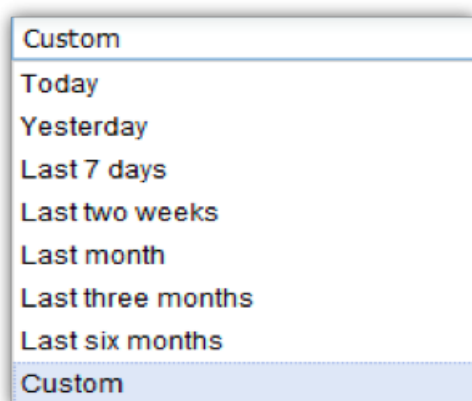 Custom
Today
Yesterday
Last 7 days
Last two weeks
Last month
Last three months
Last six months
Custom